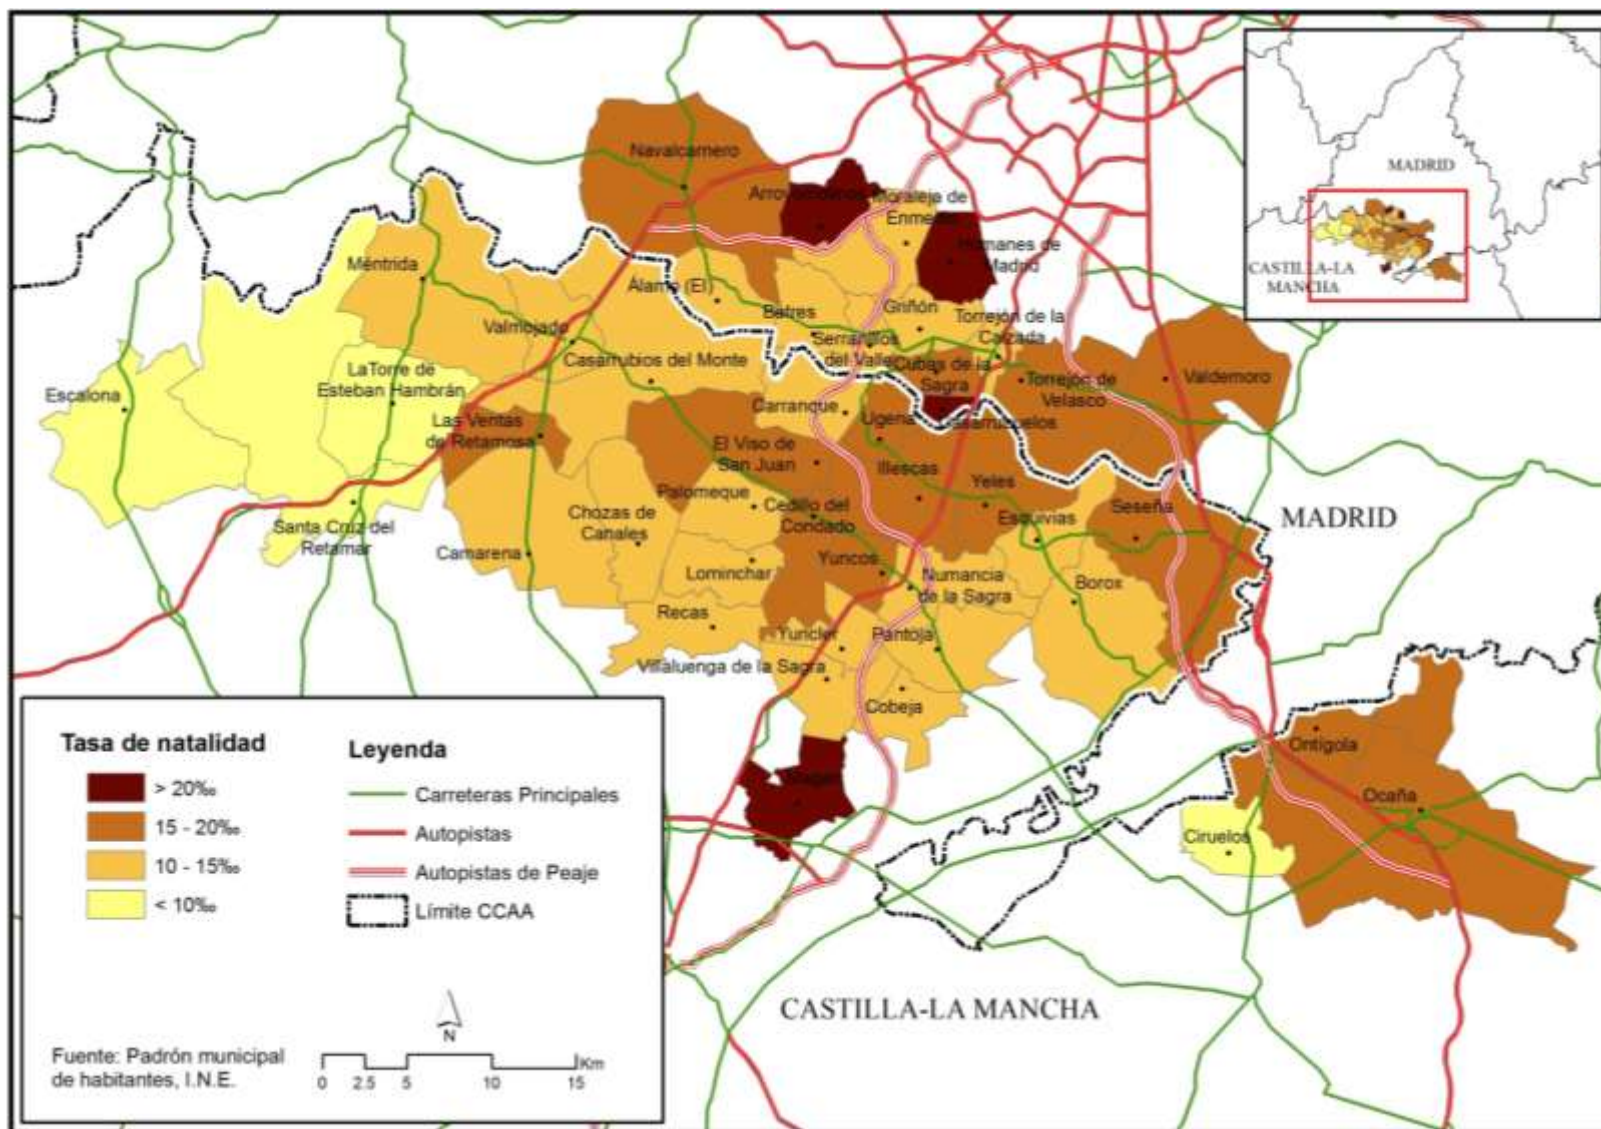 Navalcarnero
Moraleja de
Enmedio
Humanes de
Madrid
MADRID
CASTILLA-LA
MANCHA
Méntrida
Álamo (El)
Batres
Griñón
Torrejón de la
Calzada
Valmojado
Serranillos
del Valle
Cubas de la
Sagra
Casarrubios del Monte
La Torre de
Esteban Hambrán
Escalona
Torrejón de
Velasco
Valdemoro
Carranque
Ugena
Casarrubuelos
Las Ventas
de Retamosa
El Viso de
San Juan
Illescas
Yeles
Palomeque
Cedillo del
Condado
Esquivias
Seseña
MADRID
Chozas de
Canales
Santa Cruz del
Retamar
Camarena
Lominchar
Yuncos
Numancia
de la Sagra
Borox
Recas
Yuncler
Pantoja
Villaluenga de la Sagra
Cobeja
Ontígola
Ocaña
Ciruelos
CASTILLA-LA MANCHA
Tasa de natalidad
> 20‰
15 - 20‰
10 - 15‰
< 10‰
Leyenda
Carreteras Principales
Autopistas
Autopistas de Peaje
Límite CCAA
N
Km
0 2.5 5 10 15
Fuente: Padrón municipal
de habitantes, I.N.E.